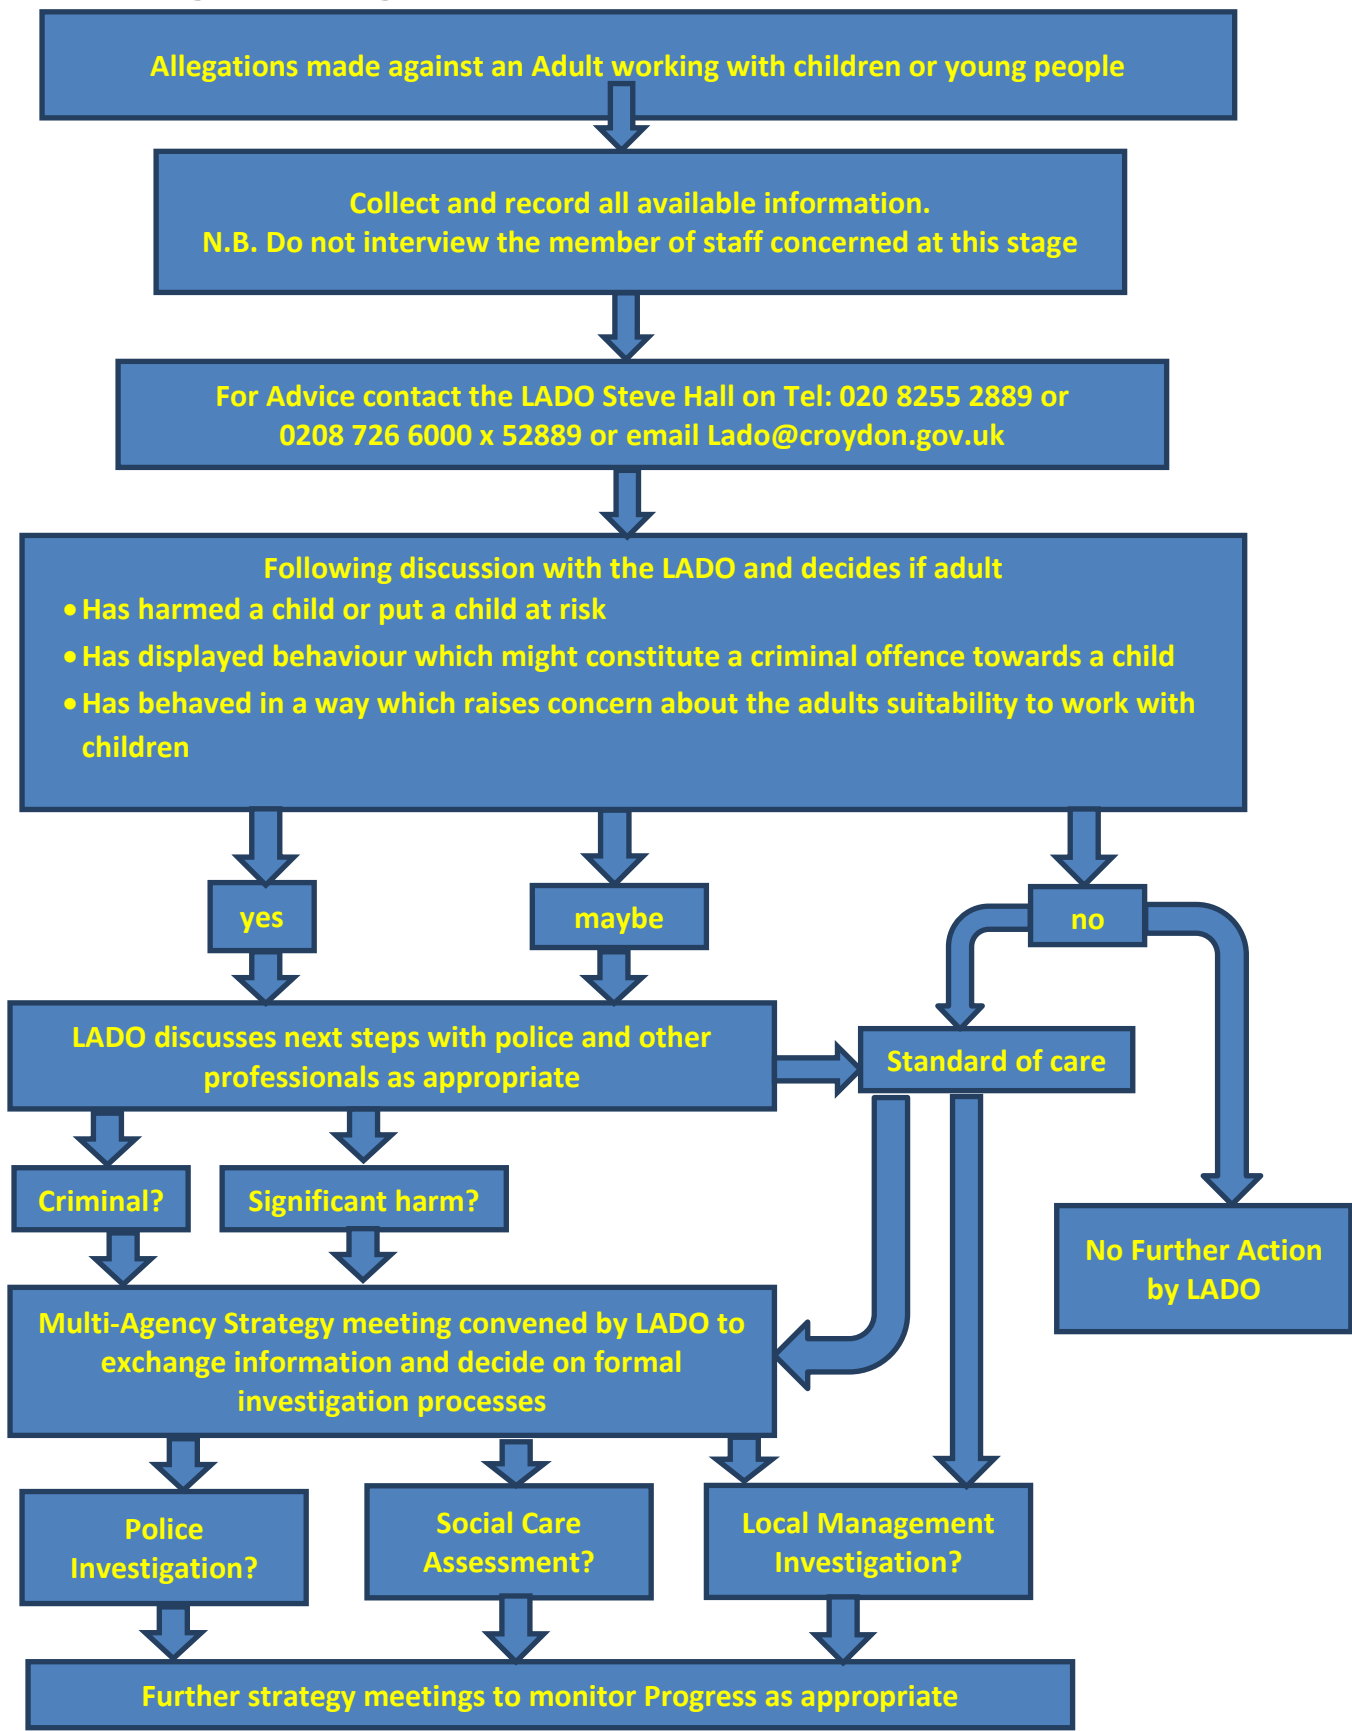 Allegations made against an Adult working with children or young people
Collect and record all available information.
N.B. Do not interview the member of staff concerned at this stage
For Advice contact the LADO Steve Hall on Tel: 020 8255 2889 or
0208 726 6000 x 52889 or email Lado@croydon.gov.uk
Following discussion with the LADO and decides if adult
• Has harmed a child or put a child at risk
• Has displayed behaviour which might constitute a criminal offence towards a child
• Has behaved in a way which raises concern about the adults suitability to work with
children
yes
maybe
no
LADO discusses next steps with police and other
professionals as appropriate
Standard of care
Criminal?
Significant harm?
No Further Action
by LADO
Multi-Agency Strategy meeting convened by LADO to
exchange information and decide on formal
investigation processes
Police
Investigation?
Social Care
Assessment?
Local Management
Investigation?
Further strategy meetings to monitor Progress as appropriate